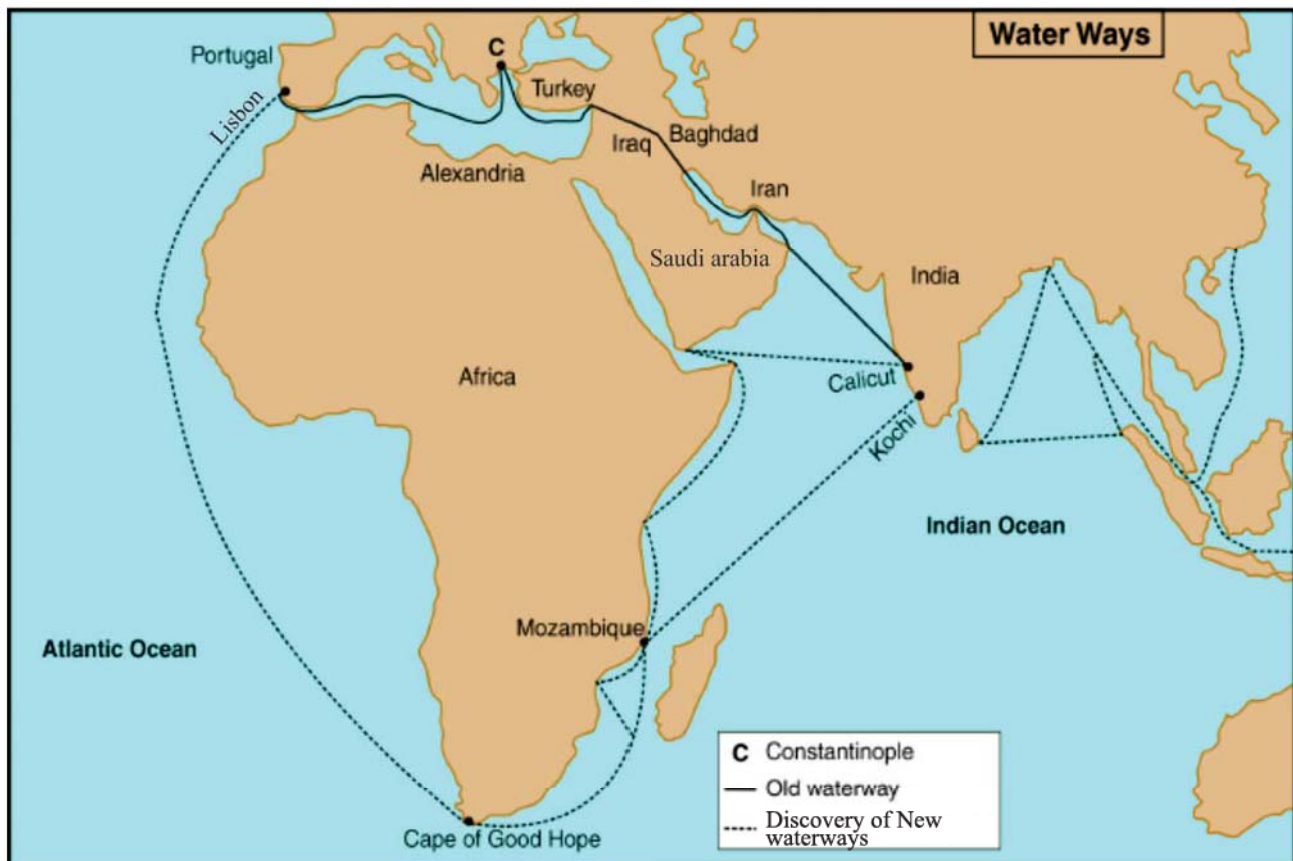 Water Ways
C
Portugal
Turkey
Lisbon
Baghdad
Iraq
Alexandria
Iran
Saudi arabia
India
Africa
Calicut
Kochi
Indian Ocean
Mozambique
Atlantic Ocean
C Constantinople
Old waterway
Discovery of New
waterways
Cape of Good Hope